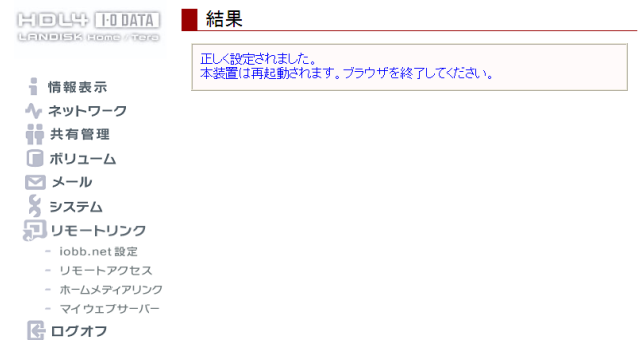 HDL4 I-O DATA
LANDISK Home / Tera
結果
正しく設定されました。
本装置は再起動されます。ブラウザを終了してください。
情報表示
ネットワーク
共有管理
ボリューム
メール
システム
リモートリンク
- iobb.net 設定
- リモートアクセス
- ホームメディアリンク
- マイウェブサーバー
ログオフ